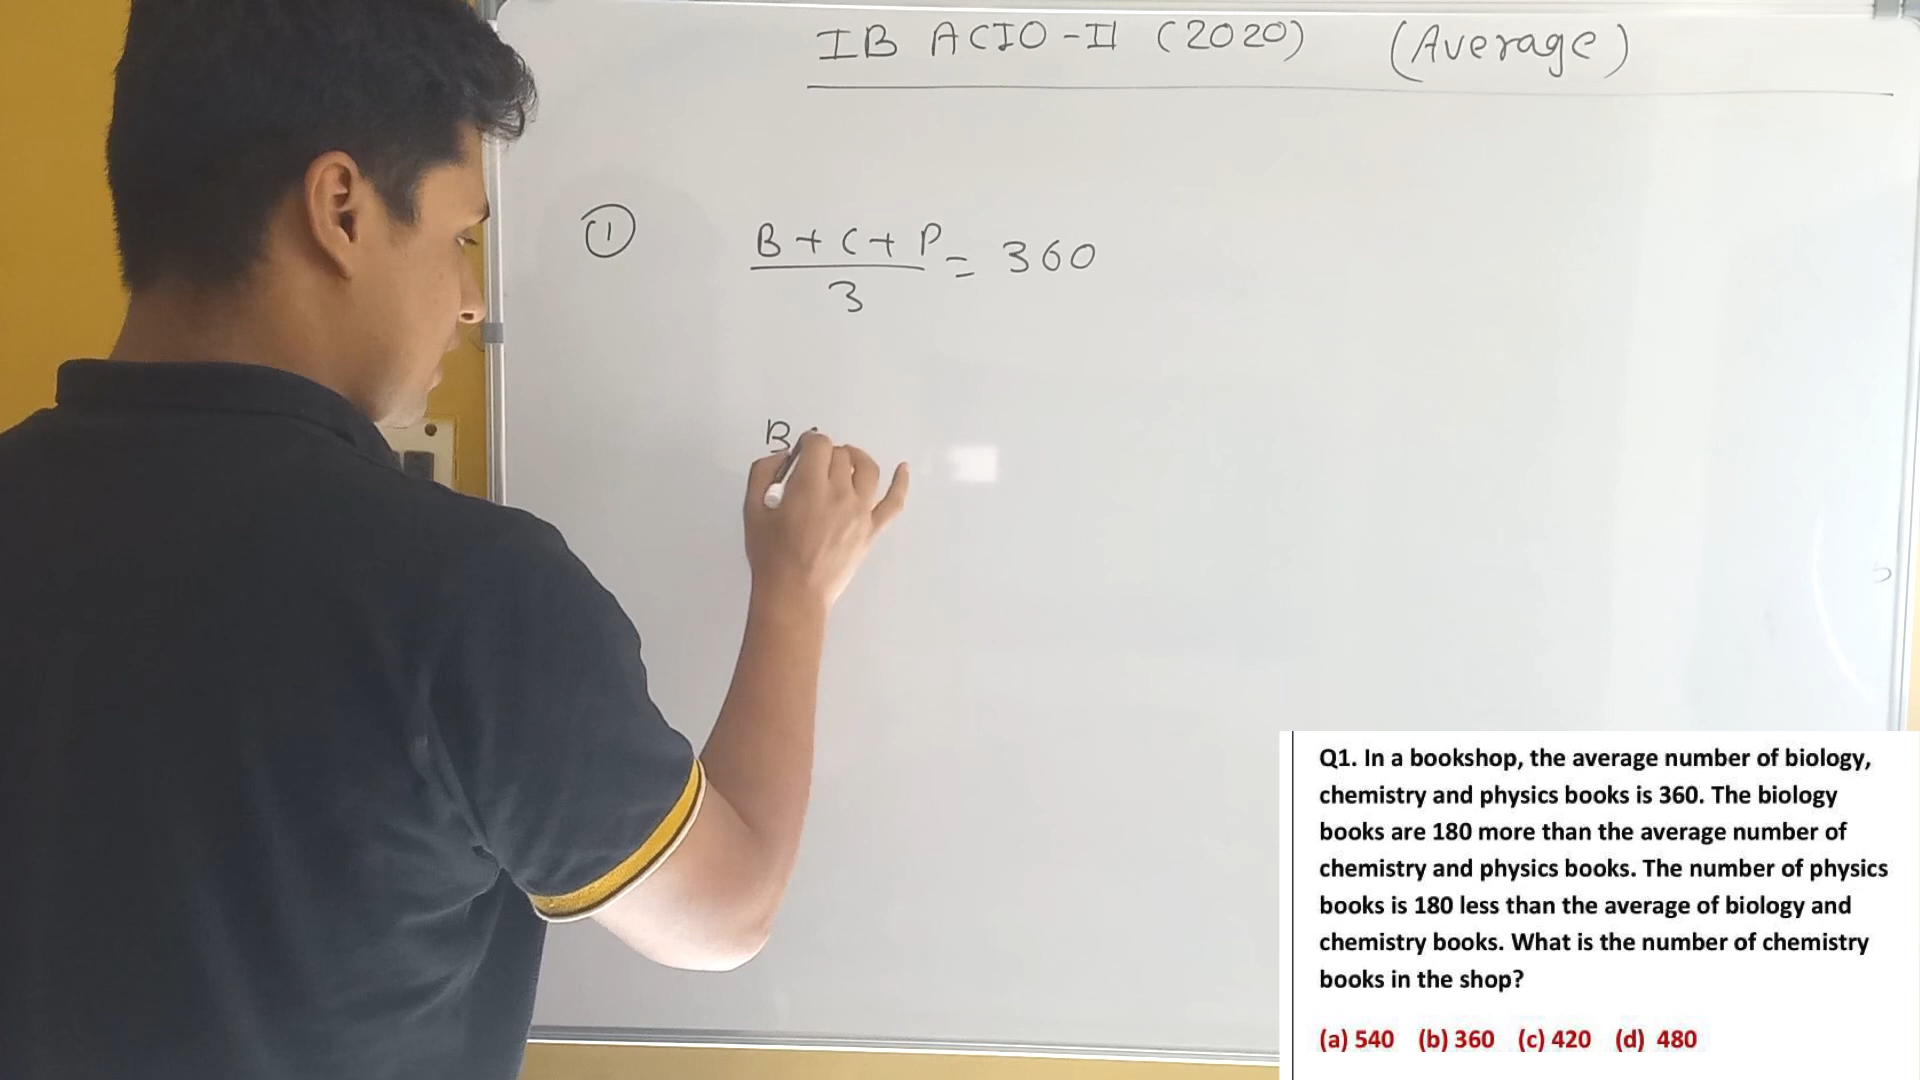 IB ACIO-II (2020) (Average)
1
B + C + P
= 360
3
B
Q1. In a bookshop, the average number of biology,
chemistry and physics books is 360. The biology
books are 180 more than the average number of
chemistry and physics books. The number of physics
books is 180 less than the average of biology and
chemistry books. What is the number of chemistry
books in the shop?
(a) 540 (b) 360 (c) 420 (d) 480